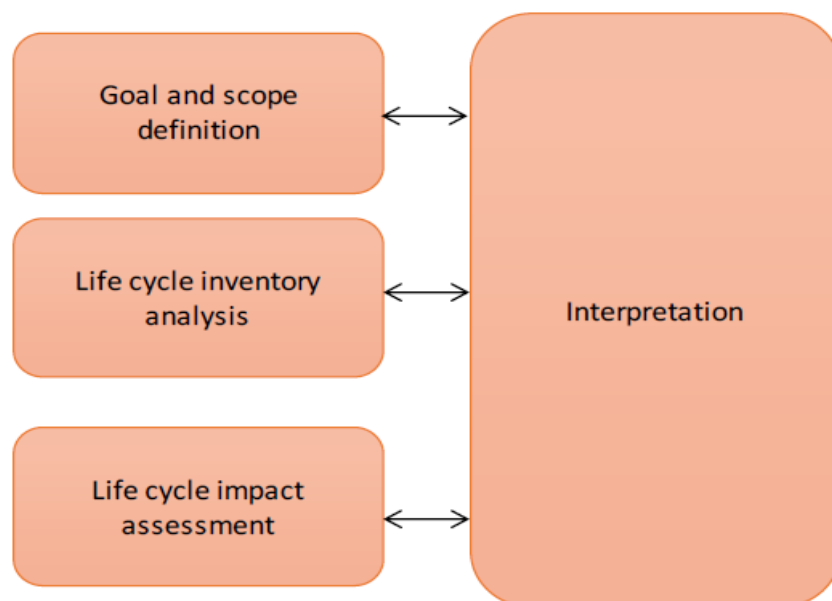 Goal and scope
definition
Life cycle inventory
analysis
Interpretation
Life cycle impact
assessment